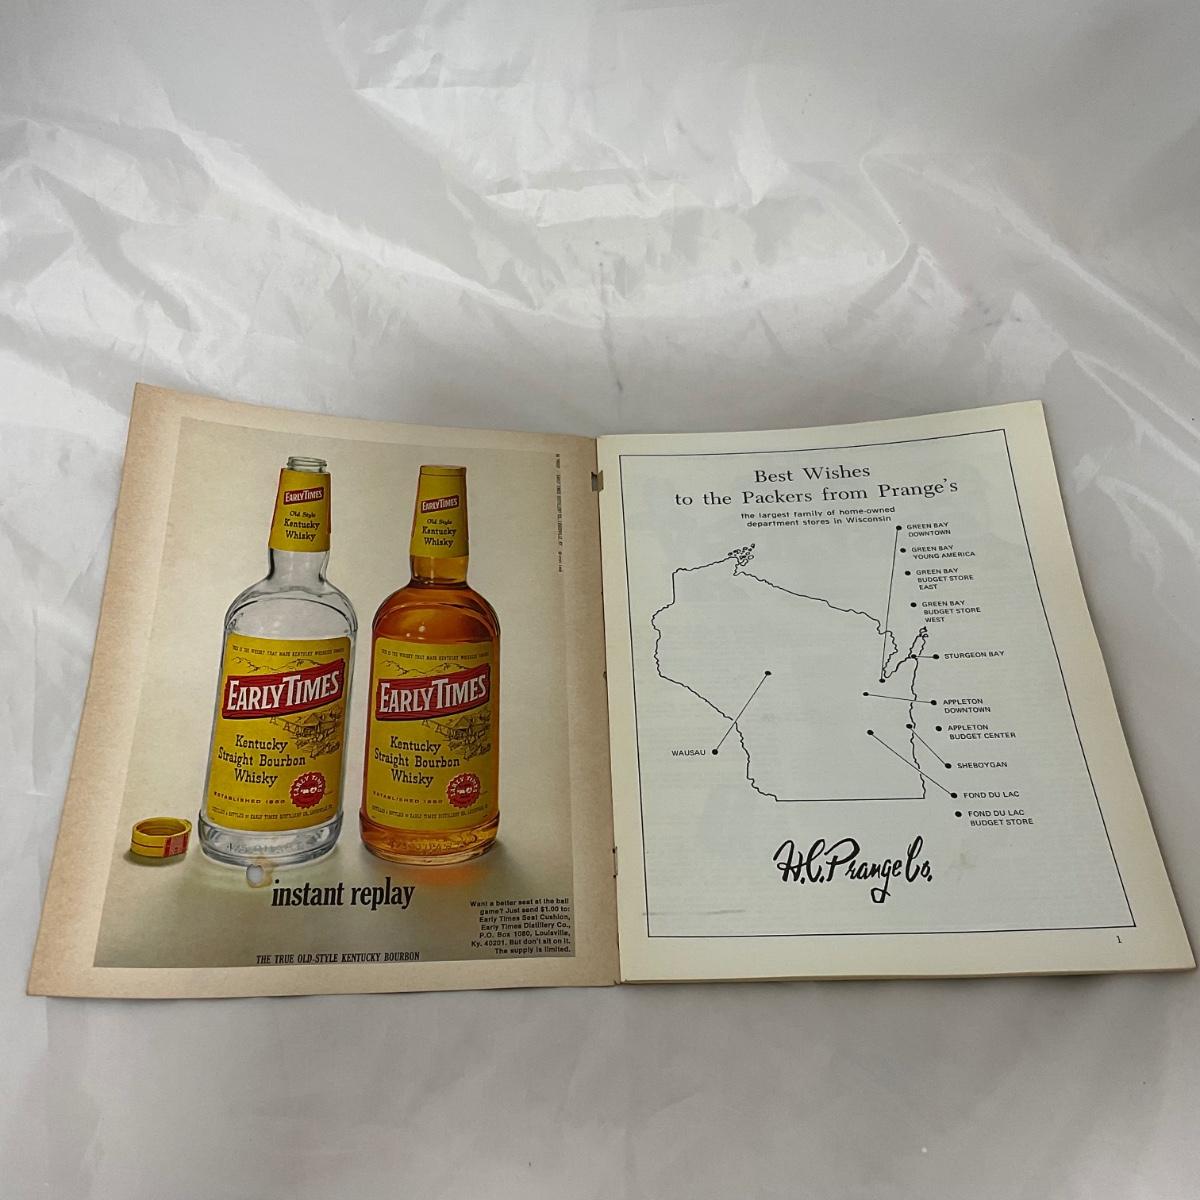 EARLY TIMES
Old Style
Kentucky
Whisky
EARLY TIMES
Kentucky
Straight Bourbon
Whisky
ESTABLISHED 1860
EARLY TIMES
Old Style
Kentucky
Whisky
EARLY TIMES
Kentucky
Straight Bourbon
Whisky
ESTABLISHED 1860
instant replay
Want a better seat at the ball
game? Just send $1.00 to:
Early Times Seat Cushion,
Early Times Distillery Co.,
P.O. Box 1080, Louisville,
Ky. 40201. But don't sit on it.
The supply is limited.
THE TRUE OLD-STYLE KENTUCKY BOURBON
Best Wishes
to the Packers from Prange's
the largest family of home-owned
department stores in Wisconsin
GREEN BAY
DOWNTOWN
GREEN BAY
YOUNG AMERICA
GREEN BAY
BUDGET STORE
EAST
GREEN BAY
BUDGET STORE
WEST
STURGEON BAY
APPLETON
DOWNTOWN
APPLETON
BUDGET CENTER
WAUSAU
SHEBOYGAN
FOND DU LAC
FOND DU LAC
BUDGET STORE
H.C. Prange Co.
1